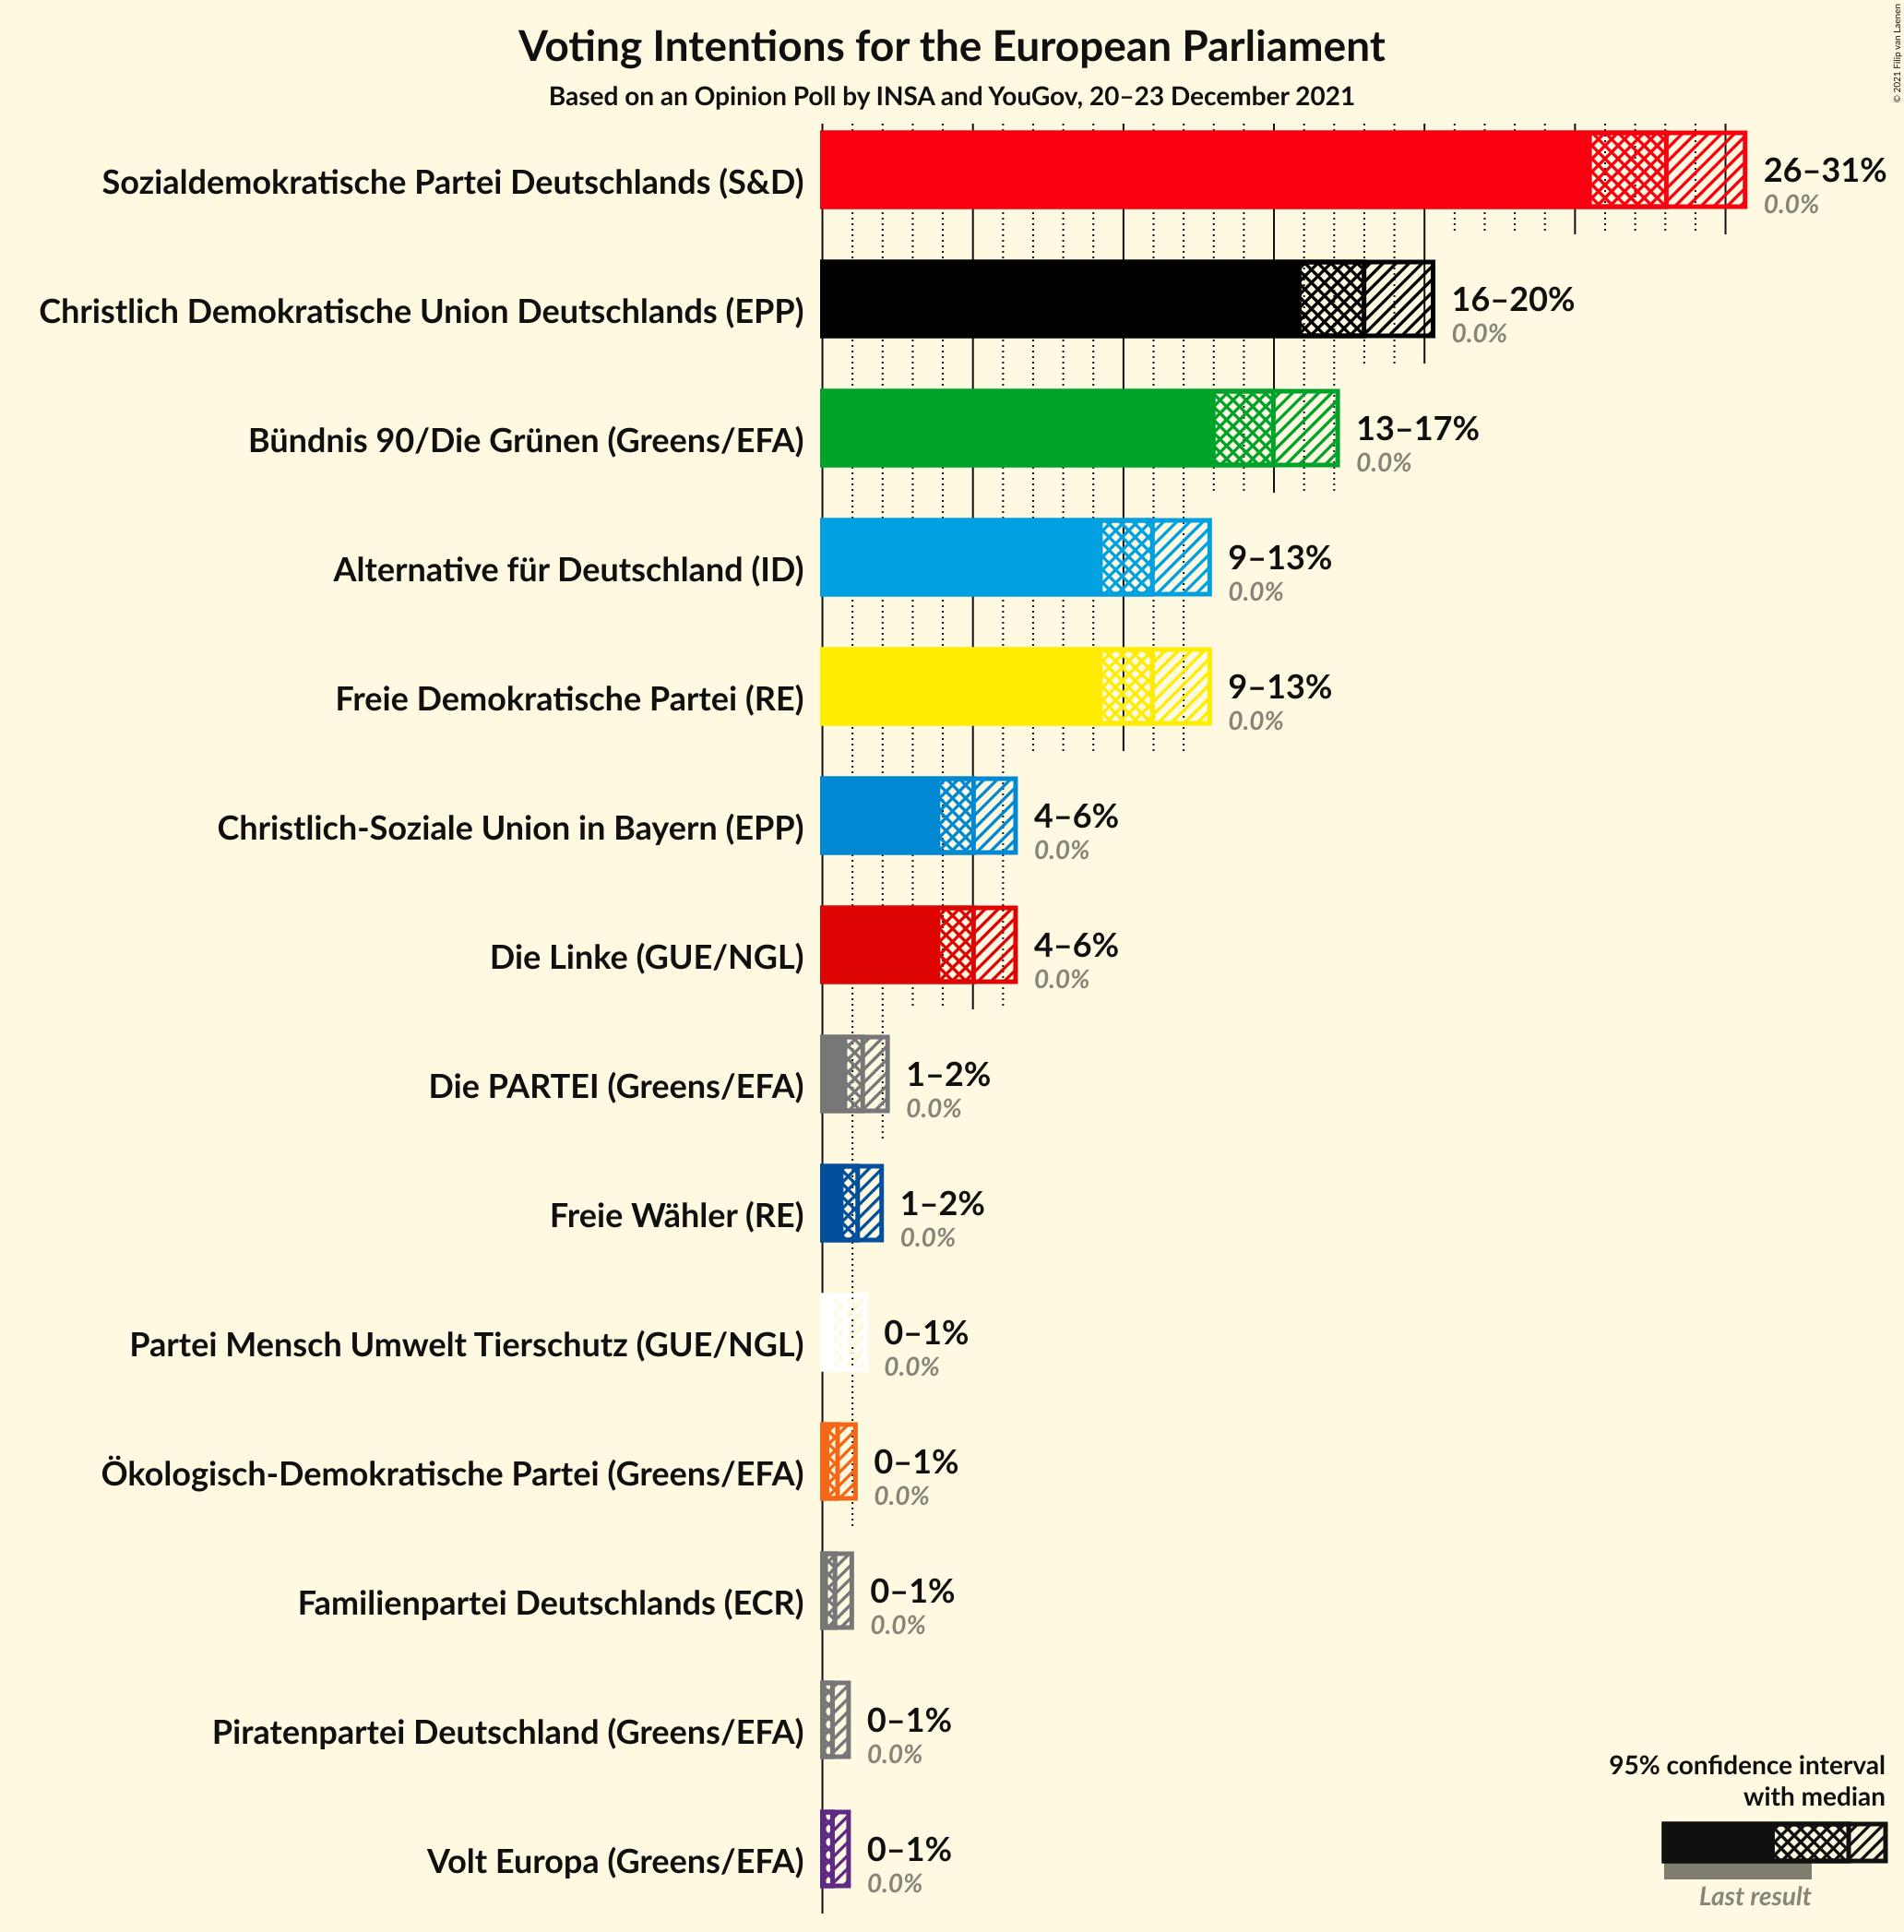 Voting Intentions for the European Parliament
Based on an Opinion Poll by INSA and YouGov, 20–23 December 2021
© 2021 Filip van Laenen
Sozialdemokratische Partei Deutschlands (S&D)
26–31%
0.0%
Christlich Demokratische Union Deutschlands (EPP)
16–20%
0.0%
Bündnis 90/Die Grünen (Greens/EFA)
13–17%
0.0%
Alternative für Deutschland (ID)
9–13%
0.0%
Freie Demokratische Partei (RE)
9–13%
0.0%
Christlich-Soziale Union in Bayern (EPP)
4–6%
0.0%
Die Linke (GUE/NGL)
4–6%
0.0%
Die PARTEI (Greens/EFA)
1–2%
0.0%
Freie Wähler (RE)
1–2%
0.0%
Partei Mensch Umwelt Tierschutz (GUE/NGL)
0–1%
0.0%
Ökologisch-Demokratische Partei (Greens/EFA)
0–1%
0.0%
Familienpartei Deutschlands (ECR)
0–1%
0.0%
Piratenpartei Deutschland (Greens/EFA)
0–1%
0.0%
Volt Europa (Greens/EFA)
0–1%
0.0%
95% confidence interval
with median
Last result